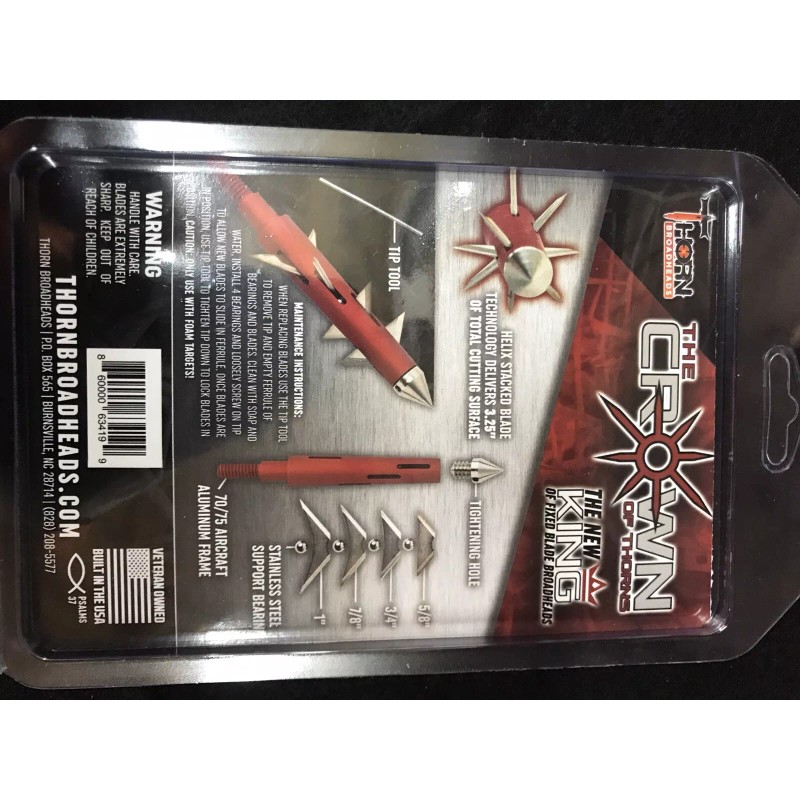 THORN
BROADHEADS
THE
CROWN
OF THORNS
THE NEW
KING
OF FIXED BLADE BROADHEADS
HELIX STACKED BLADE
TECHNOLOGY DELIVERS 3.25"
OF TOTAL CUTTING SURFACE
TIP TOOL
TIGHTENING HOLE
5/8"
3/4"
7/8"
1"
STAINLESS STEEL
SUPPORT BEARIN
70/75 AIRCRAFT
ALUMINUM FRAME
MAINTENANCE INSTRUCTIONS:
WHEN REPLACING BLADES USE THE TIP TOOL
TO REMOVE TIP AND EMPTY FERRULE OF
BEARINGS AND BLADES. CLEAN WITH SOAP AND
WATER, INSTALL 4 BEARINGS AND LOOSELY SCREW ON TIP
TO ALLOW NEW BLADES TO SLIDE IN FERRULE. ONCE BLADES ARE
IN POSITION, USE TIP TOOL TO TIGHTEN TIP DOWN TO LOCK BLADES IN
POSITION. CAUTION: ONLY USE WITH FOAM TARGETS!
WARNING
HANDLE WITH CARE.
BLADES ARE EXTREMELY
SHARP. KEEP OUT OF
REACH OF CHILDREN.
8 60000 63419 9
VETERAN OWNED
BUILT IN THE USA
PSALMS
37
THORNBROADHEADS.COM
THORN BROADHEADS | P.O. BOX 565 | BURNSVILLE, NC 28714 | (828) 208-5577